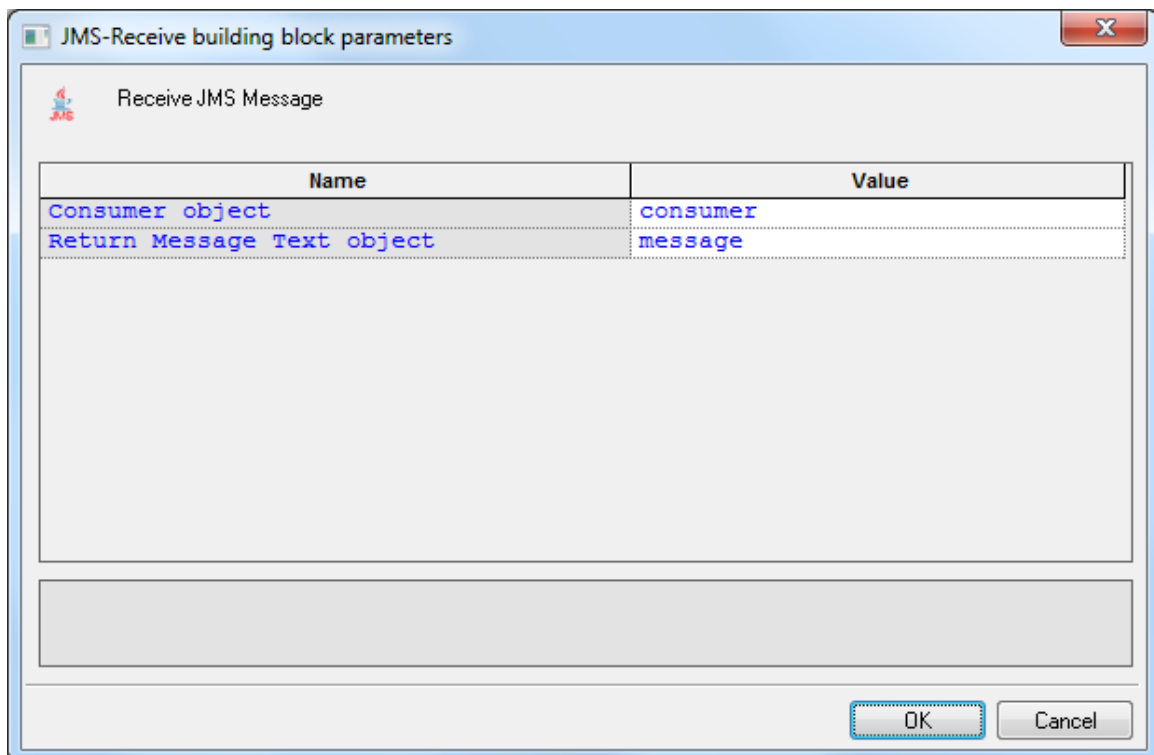 JMS-Receive building block parameters
Receive JMS Message
JMS
Name Value
Consumer object consumer
Return Message Text object message
OK Cancel